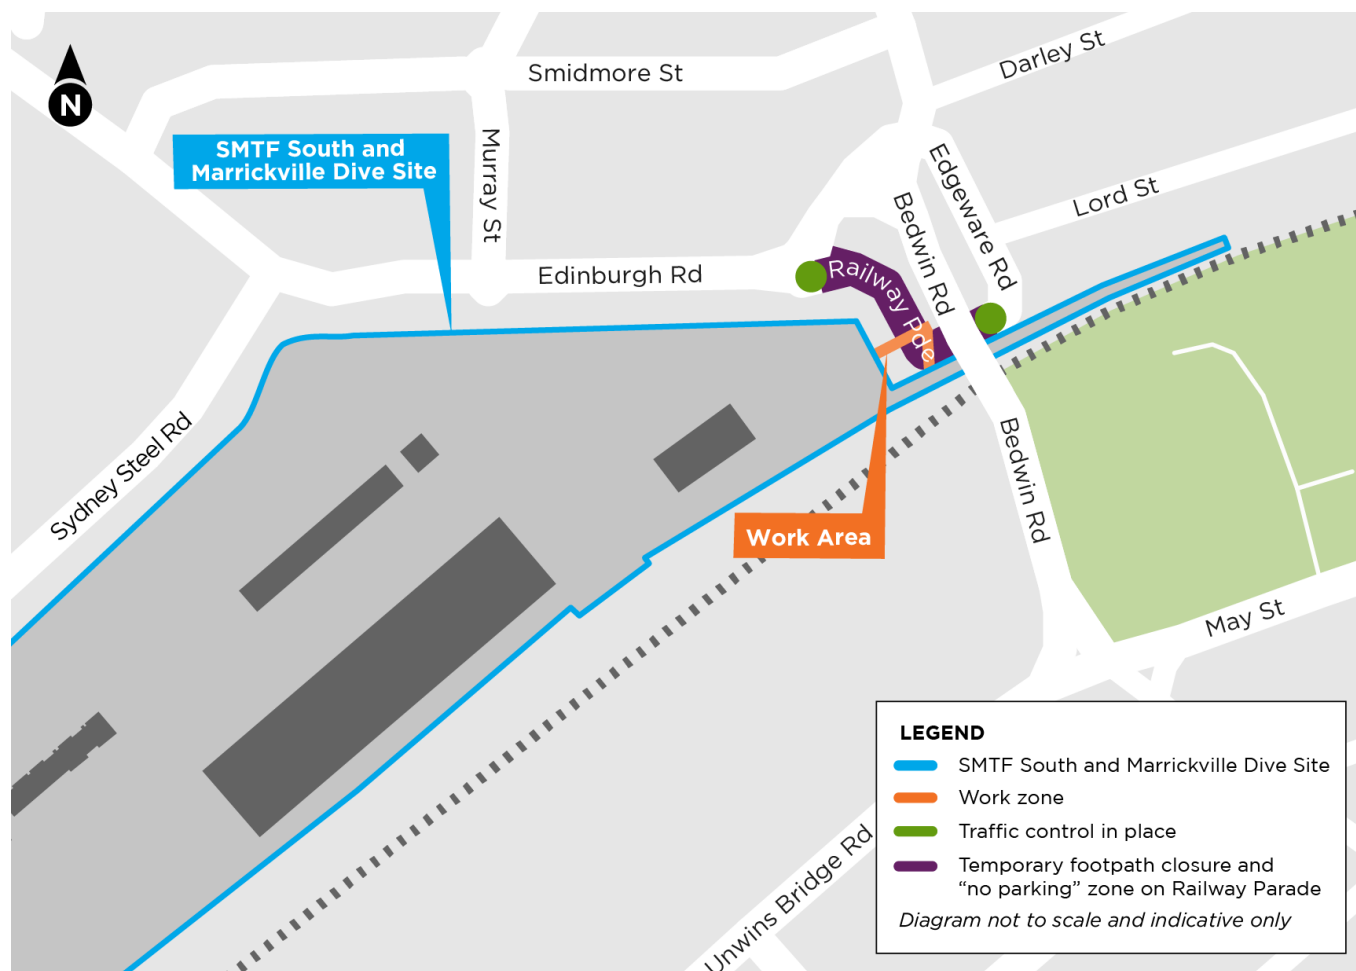 Smidmore St
Darley St
N
SMTF South and
Marrickville Dive Site
Murray St
Edgeware Rd
Lord St
Bedwin Rd
Edinburgh Rd
Railway Pde
Sydney Steel Rd
Work Area
Bedwin Rd
May St
Unwins Bridge Rd
LEGEND
SMTF South and Marrickville Dive Site
Work zone
Traffic control in place
Temporary footpath closure and
“no parking” zone on Railway Parade
Diagram not to scale and indicative only